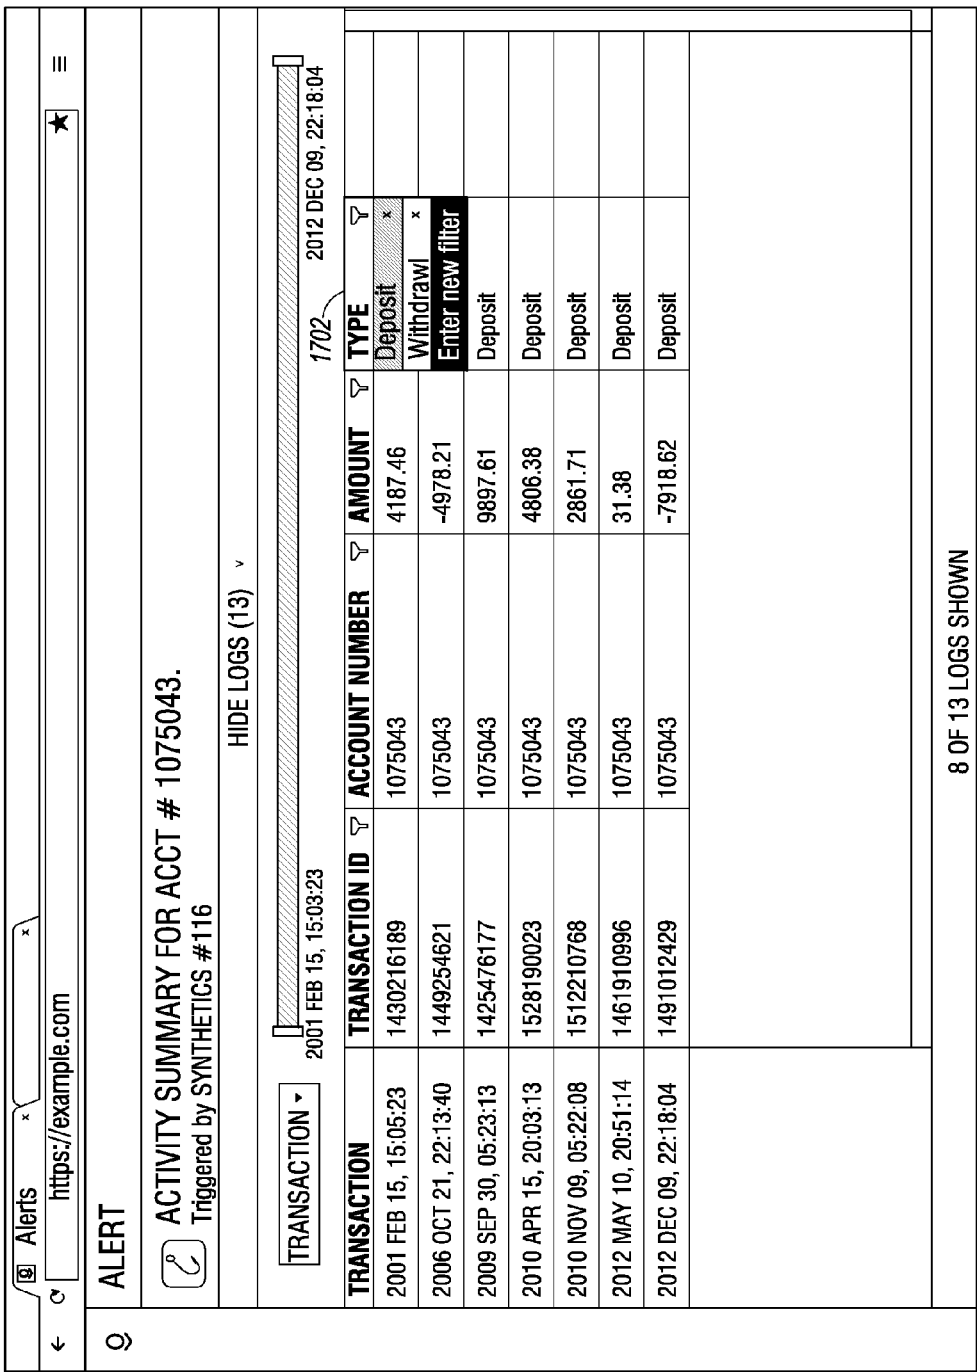 Alerts x x
https://example.com
ALERT
ACTIVITY SUMMARY FOR ACCT # 1075043.
Triggered by SYNTHETICS #116
HIDE LOGS (13) v
TRANSACTION
2001 FEB 15, 15:03:23 2012 DEC 09, 22:18:04
1702
TRANSACTION TRANSACTION ID ACCOUNT NUMBER AMOUNT TYPE
2001 FEB 15, 15:05:23 1430216189 1075043 4187.46 Deposit x
Withdrawl x
2006 OCT 21, 22:13:40 1449254621 1075043 -4978.21 Enter new filter
2009 SEP 30, 05:23:13 1425476177 1075043 9897.61 Deposit
2010 APR 15, 20:03:13 1528190023 1075043 4806.38 Deposit
2010 NOV 09, 05:22:08 1512210768 1075043 2861.71 Deposit
2012 MAY 10, 20:51:14 1461910996 1075043 31.38 Deposit
2012 DEC 09, 22:18:04 1491012429 1075043 -7918.62 Deposit
8 OF 13 LOGS SHOWN